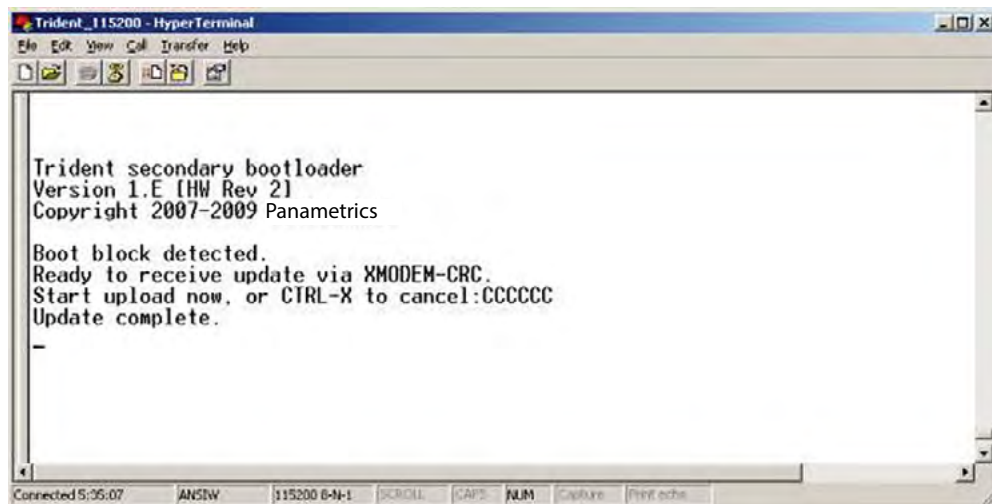 Trident_115200 - HyperTerminal
File Edit View Call Transfer Help
Trident secondary bootloader
Version 1.E [HW Rev 2]
Copyright 2007-2009 Panametrics
Boot block detected.
Ready to receive update via XMODEM-CRC.
Start upload now, or CTRL-X to cancel:CCCCCC
Update complete.
Connected 5:35:07 ANSIW 115200 8-N-1 SCROLL CAPS NUM Capture Print echo